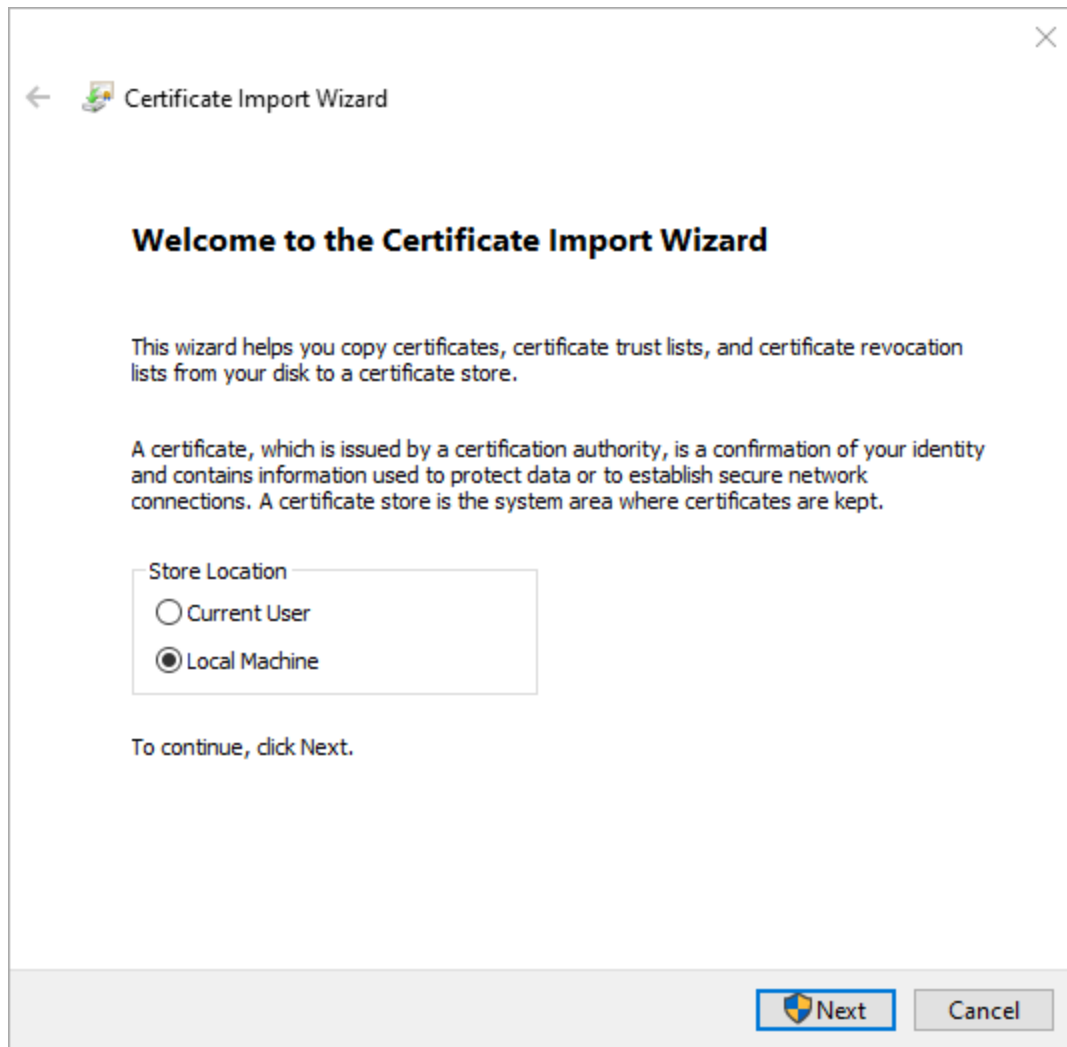 Certificate Import Wizard
Welcome to the Certificate Import Wizard
This wizard helps you copy certificates, certificate trust lists, and certificate revocation
lists from your disk to a certificate store.
A certificate, which is issued by a certification authority, is a confirmation of your identity
and contains information used to protect data or to establish secure network
connections. A certificate store is the system area where certificates are kept.
Store Location
Current User
Local Machine
To continue, click Next.
Next
Cancel